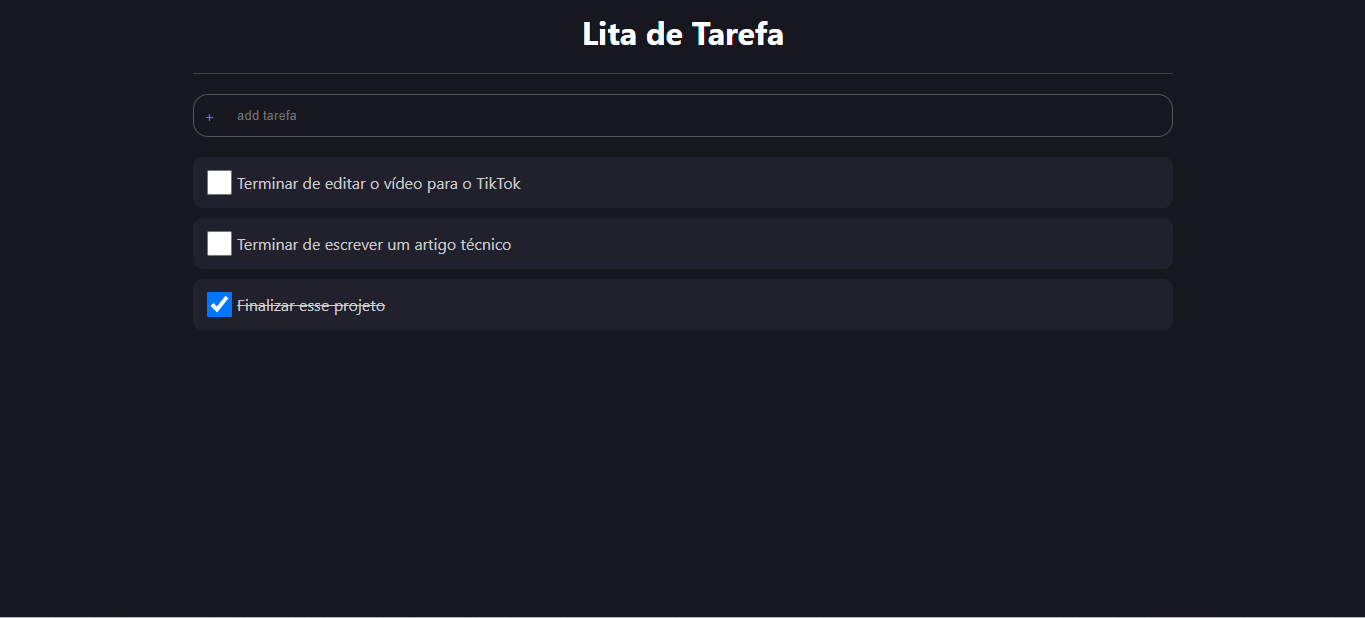 Lita de Tarefa
+ add tarefa
Terminar de editar o vídeo para o TikTok
Terminar de escrever um artigo técnico
Finalizar esse projeto